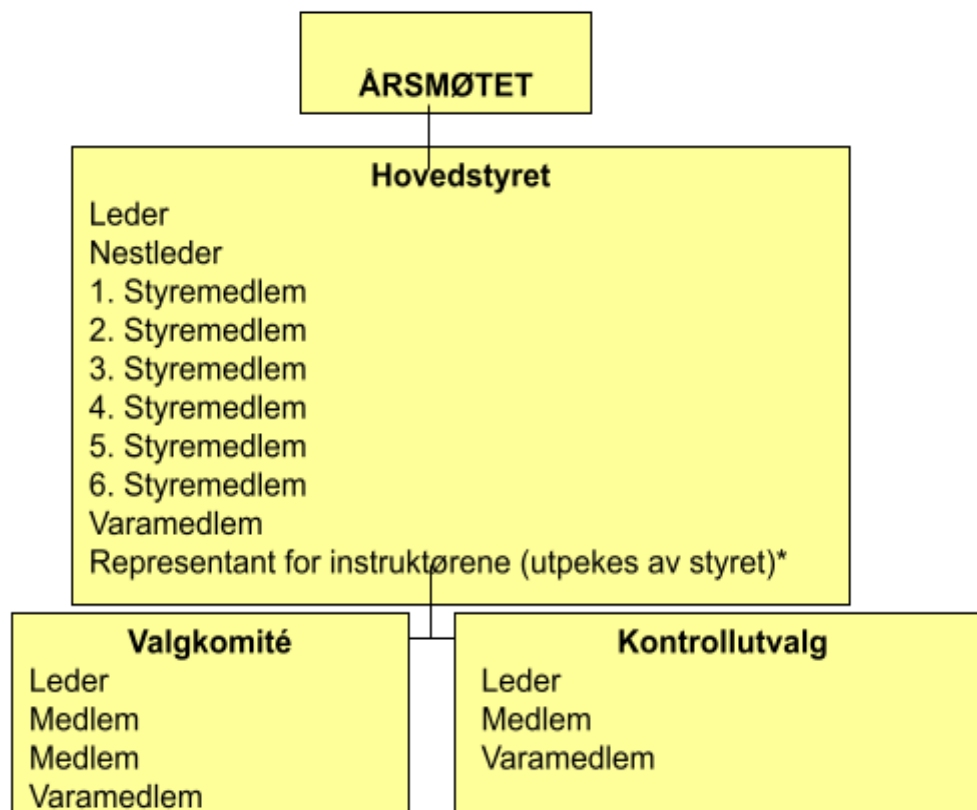 ÅRSMØTET
Hovedstyret
Leder
Nestleder
1. Styremedlem
2. Styremedlem
3. Styremedlem
4. Styremedlem
5. Styremedlem
6. Styremedlem
Varamedlem
Representant for instruktørene (utpekes av styret)*
Valgkomité
Leder
Medlem
Medlem
Varamedlem
Kontrollutvalg
Leder
Medlem
Varamedlem